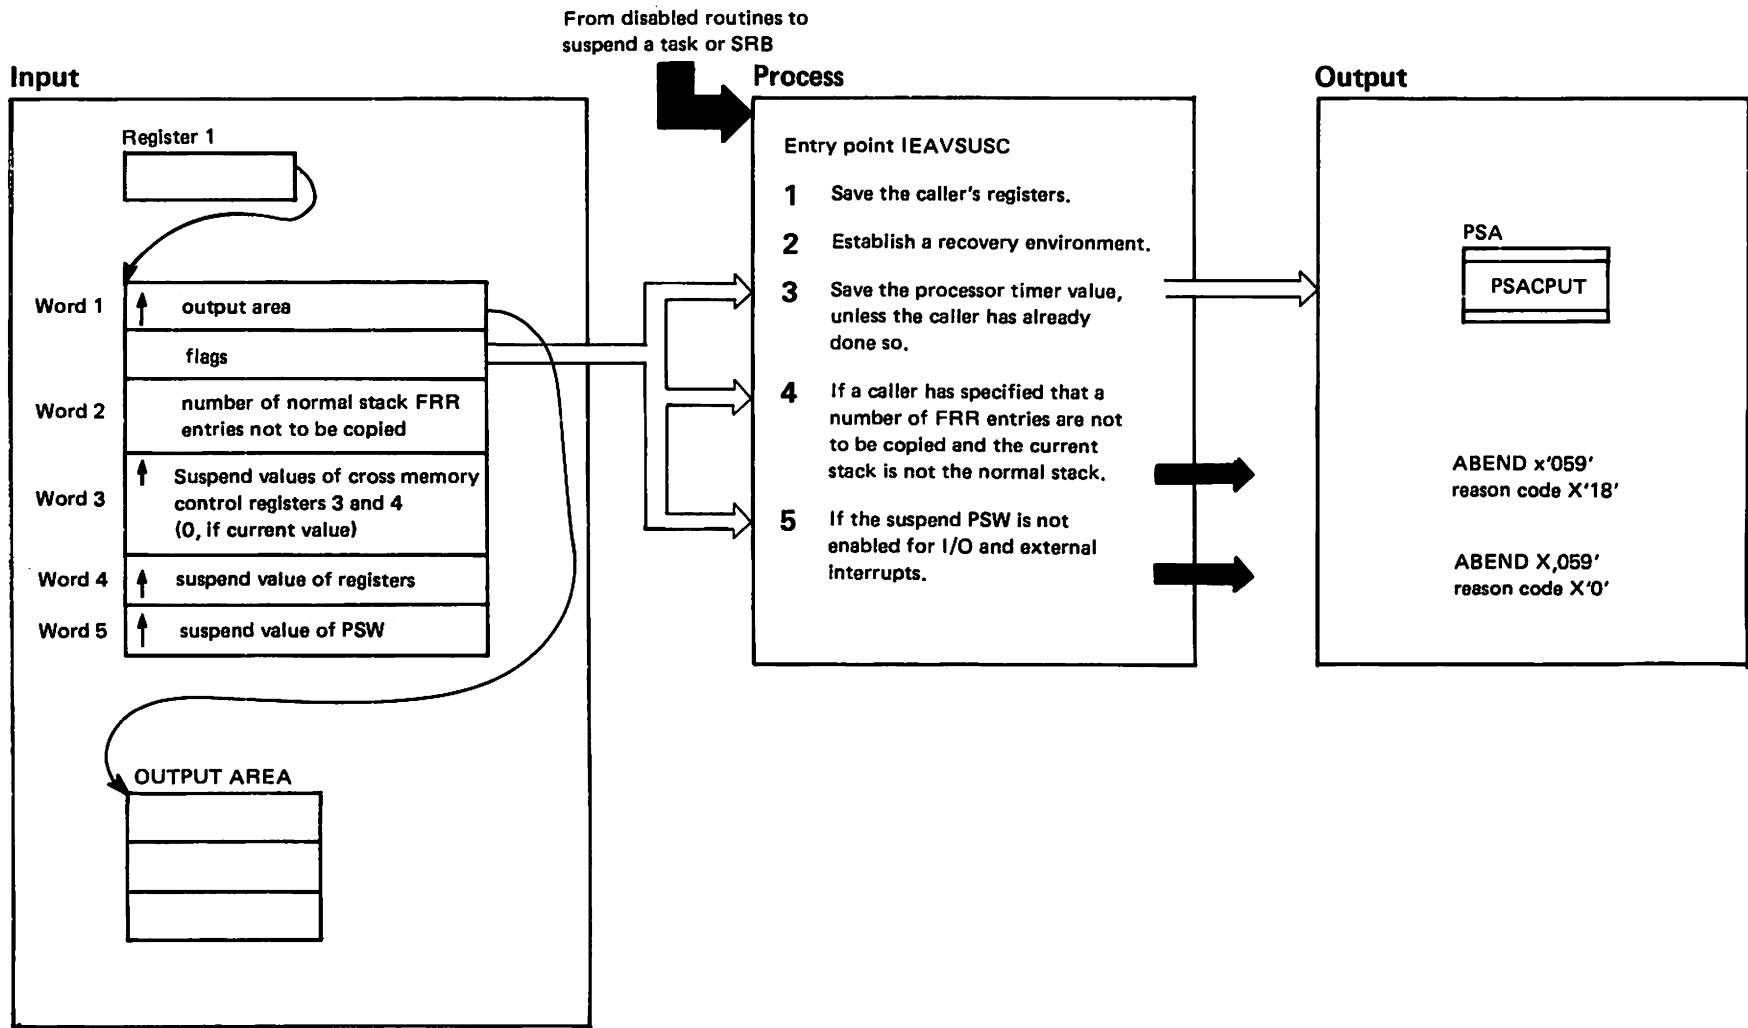 From disabled routines to
suspend a task or SRB
Input
Register 1
Word 1
output area
flags
Word 2
number of normal stack FRR
entries not to be copied
Word 3
Suspend values of cross memory
control registers 3 and 4
(0, if current value)
Word 4
suspend value of registers
Word 5
suspend value of PSW
OUTPUT AREA
Process
Entry point IEAVSUSC
1 Save the caller's registers.
2 Establish a recovery environment.
3 Save the processor timer value,
unless the caller has already
done so.
4 If a caller has specified that a
number of FRR entries are not
to be copied and the current
stack is not the normal stack.
5 If the suspend PSW is not
enabled for I/O and external
interrupts.
Output
PSA
PSACPUT
ABEND x'059'
reason code X'18'
ABEND X,059'
reason code X'0'